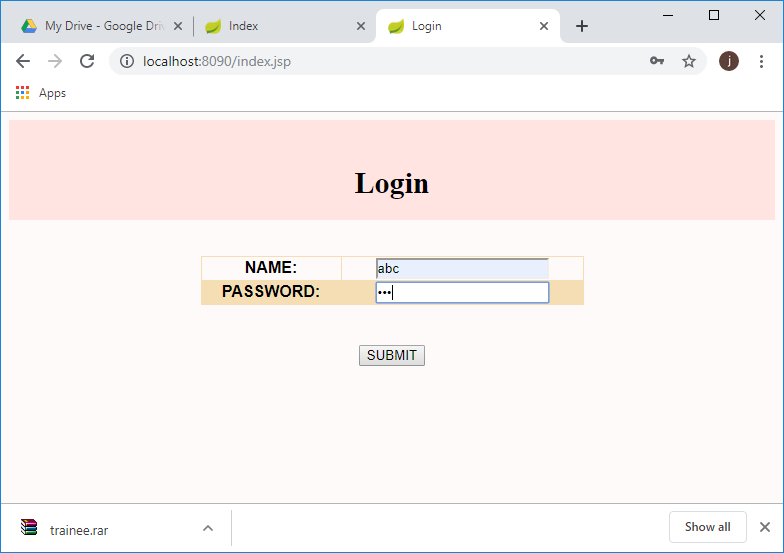 My Drive - Google Dri
Index
Login
localhost:8090/index.jsp
j
Apps
Login
NAME: abc
PASSWORD: •••
SUBMIT
trainee.rar
Show all